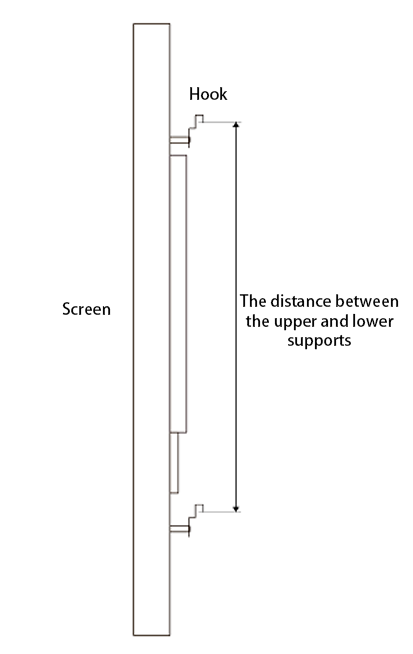 Hook
Screen
The distance between
the upper and lower
supports